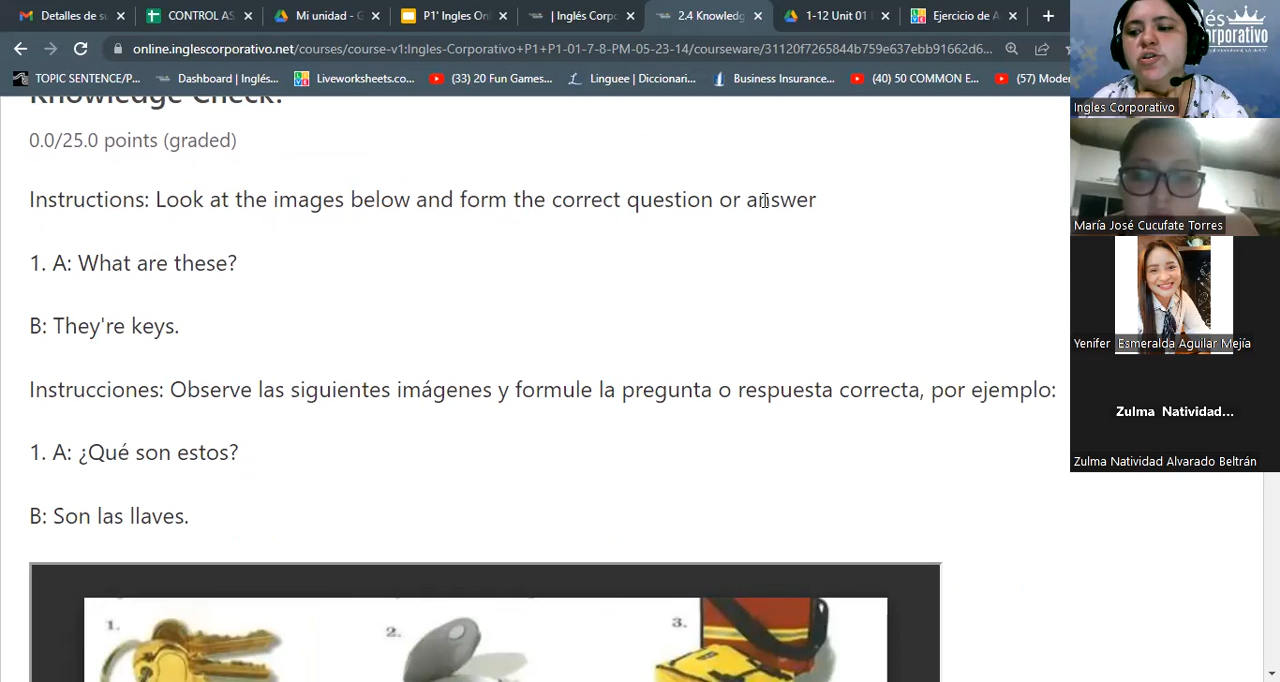 Detalles de su
CONTROL AS
Mi unidad - G
P1' Ingles Onl
| Inglés Corpo
2.4 Knowledg
1-12 Unit 01
Ejercicio de A
online.inglescorporativo.net/courses/course-v1:Ingles-Corporativo+P1+P1-01-7-8-PM-05-23-14/courseware/31120f7265844b759e637ebb91662d6...
TOPIC SENTENCE/P...
Dashboard | Inglés...
Liveworksheets.co...
(33) 20 Fun Games...
Linguee | Diccionari...
Business Insurance...
(40) 50 COMMON E...
(57) Moder
Knowledge Check:
0.0/25.0 points (graded)
Instructions: Look at the images below and form the correct question or answer
1. A: What are these?
B: They're keys.
Instrucciones: Observe las siguientes imágenes y formule la pregunta o respuesta correcta, por ejemplo:
1. A: ¿Qué son estos?
B: Son las llaves.
1.
2.
3.
Ingles Corporativo
María José Cucufate Torres
Yenifer Esmeralda Aguilar Mejía
Zulma Natividad...
Zulma Natividad Alvarado Beltrán